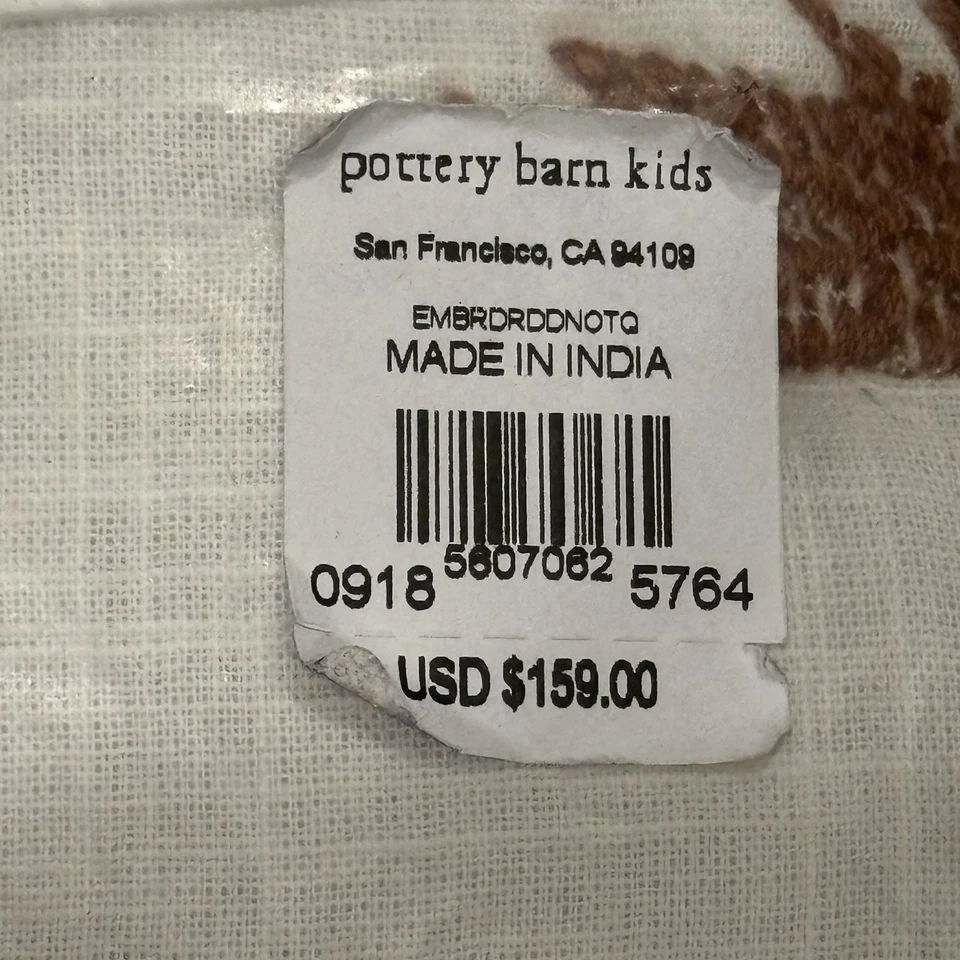 pottery barn kids
San Francisco, CA 94109
EMBRDRDDNOTQ
MADE IN INDIA
0918 5607062 5764
USD $159.00